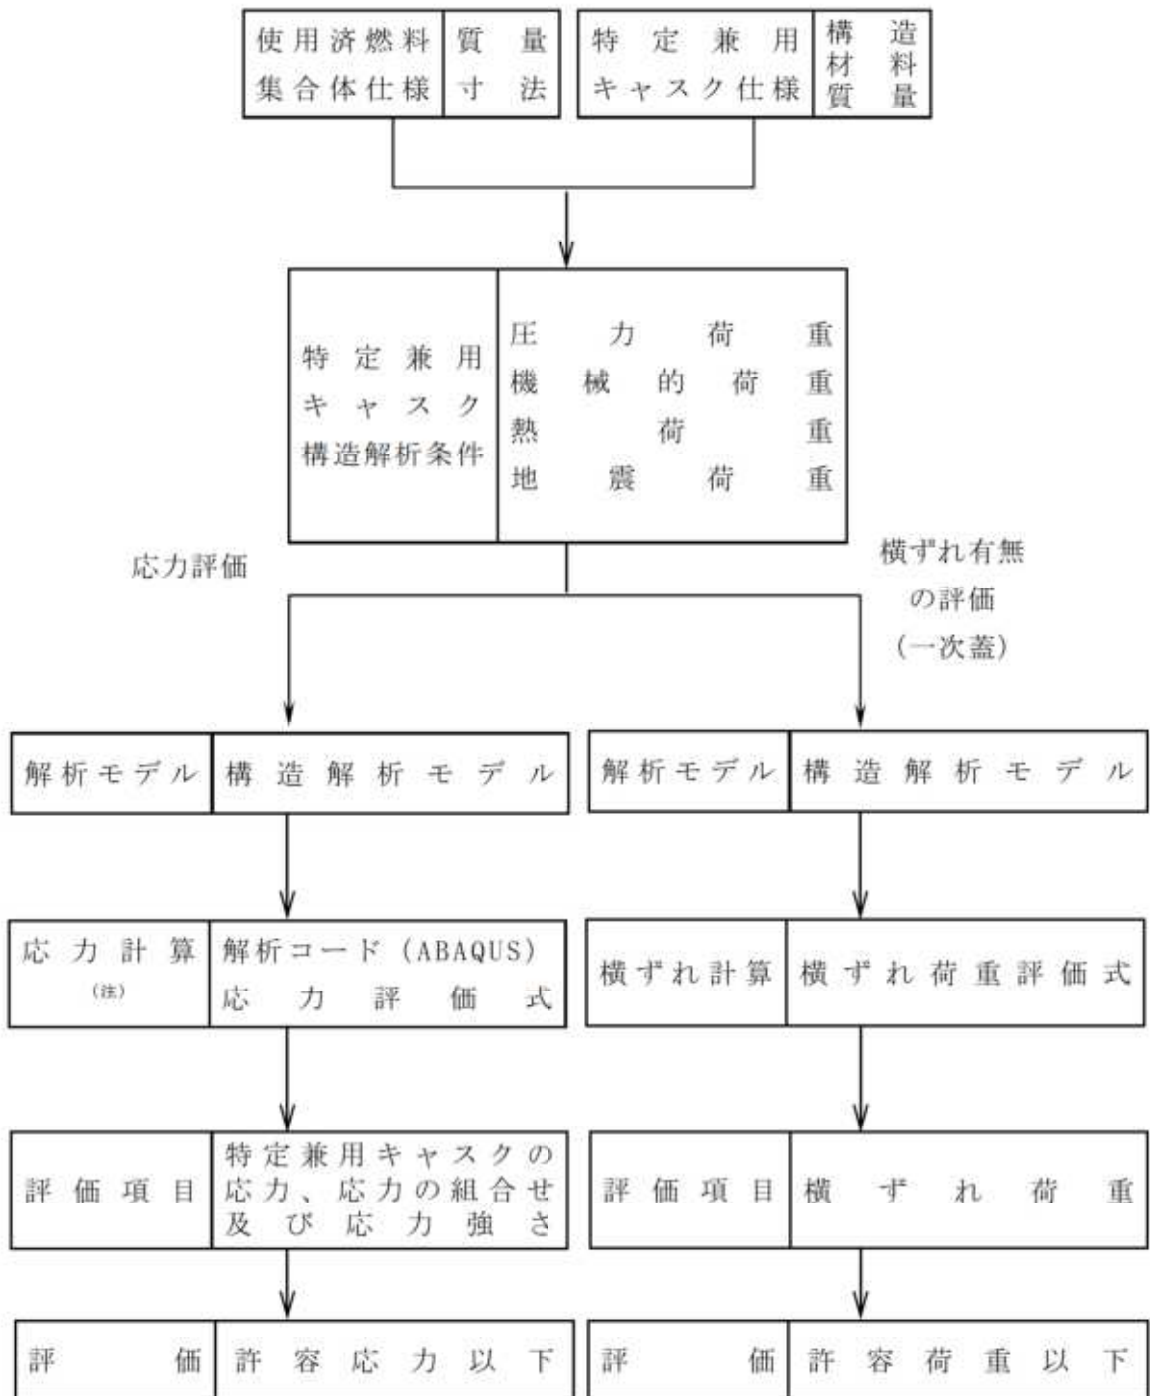 使用済燃料
集合体仕様
質量
寸法
特定兼用
キャスク仕様
構造
材料
質量
特定兼用
キャスク
構造解析条件
圧力荷重
機械的荷重
熱荷重
地震荷重
応力評価
横ずれ有無
の評価
(一次蓋)
解析モデル
構造解析モデル
解析モデル
構造解析モデル
応力計算
(注)
解析コード(ABAQUS)
応力評価式
横ずれ計算
横ずれ荷重評価式
評価項目
特定兼用キャスクの
応力、応力の組合せ
及び応力強さ
評価項目
横ずれ荷重
評価
許容応力以下
評価
許容荷重以下